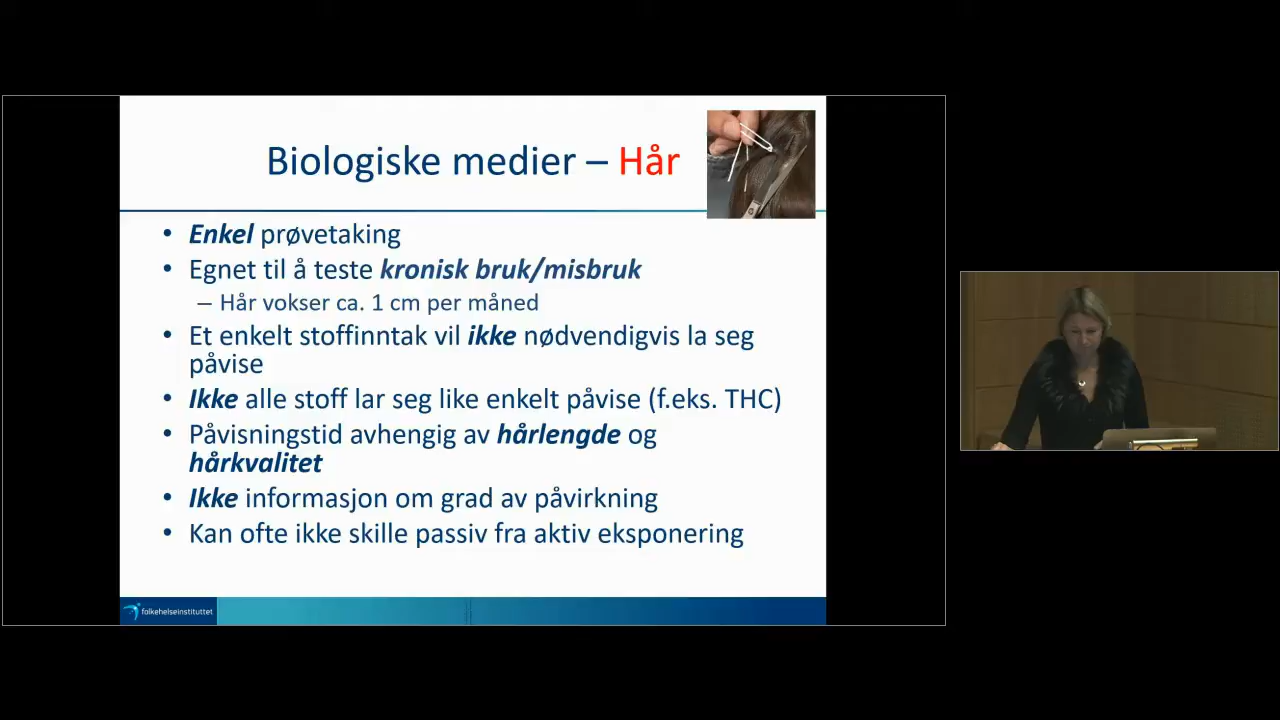 Biologiske medier – Hår
• Enkel prøvetaking
• Egnet til å teste kronisk bruk/misbruk
– Hår vokser ca. 1 cm per måned
• Et enkelt stoffinntak vil ikke nødvendigvis la seg
påvise
• Ikke alle stoff lar seg like enkelt påvise (f.eks. THC)
• Påvisningstid avhengig av hårlengde og
hårkvalitet
• Ikke informasjon om grad av påvirkning
• Kan ofte ikke skille passiv fra aktiv eksponering
folkehelseinstituttet